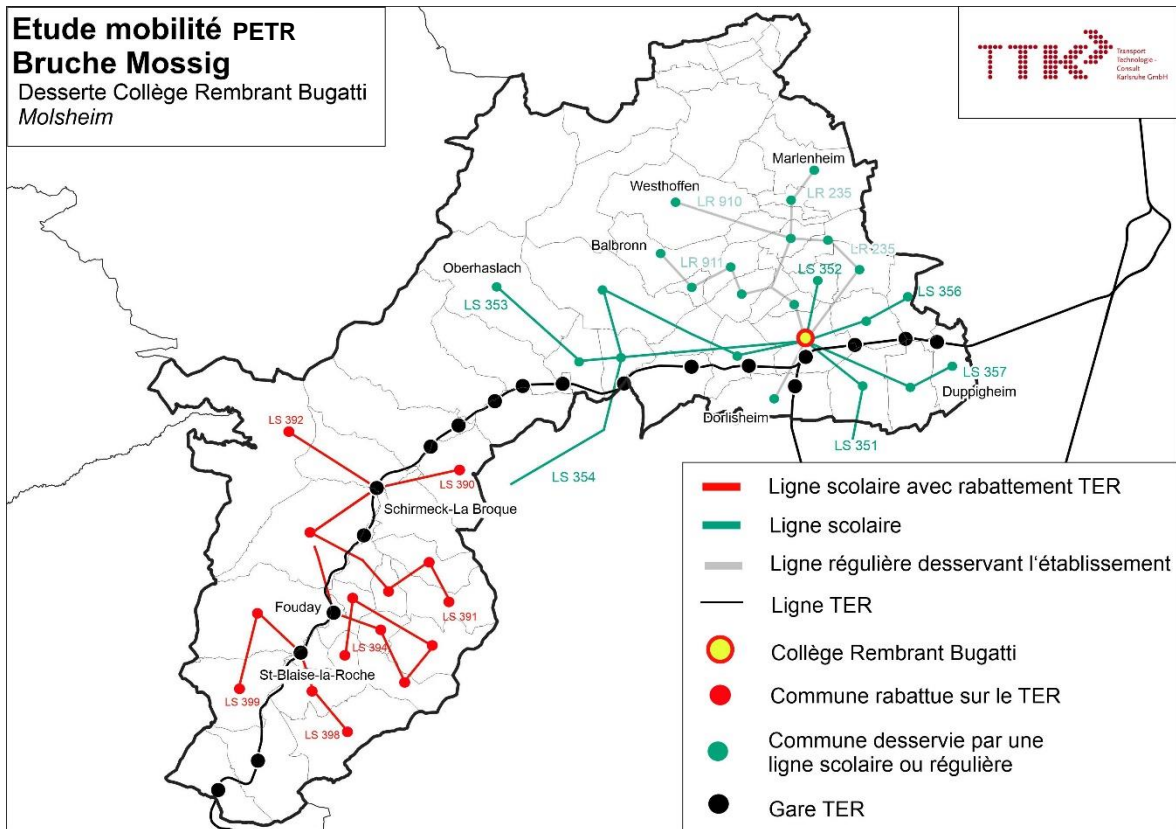 Etude mobilité PETR
Bruche Mossig
Desserte Collège Rembrant Bugatti
Molsheim
TTK
Transport
Technologie -
Consult
Karlsruhe GmbH
Marlenheim
Westhoffen
LR 910
LR 235
Balbronn
LR 911
LR 235
Oberhaslach
LS 352
LS 353
LS 356
LS 357
Duppigheim
Dorlisheim
LS 351
LS 392
LS 354
LS 390
Schirmeck-La Broque
Fouday
LS 391
LS 394
St-Blaise-la-Roche
LS 399
LS 398
Ligne scolaire avec rabattement TER
Ligne scolaire
Ligne régulière desservant l‘établissement
Ligne TER
Collège Rembrant Bugatti
Commune rabattue sur le TER
Commune desservie par une
ligne scolaire ou régulière
Gare TER